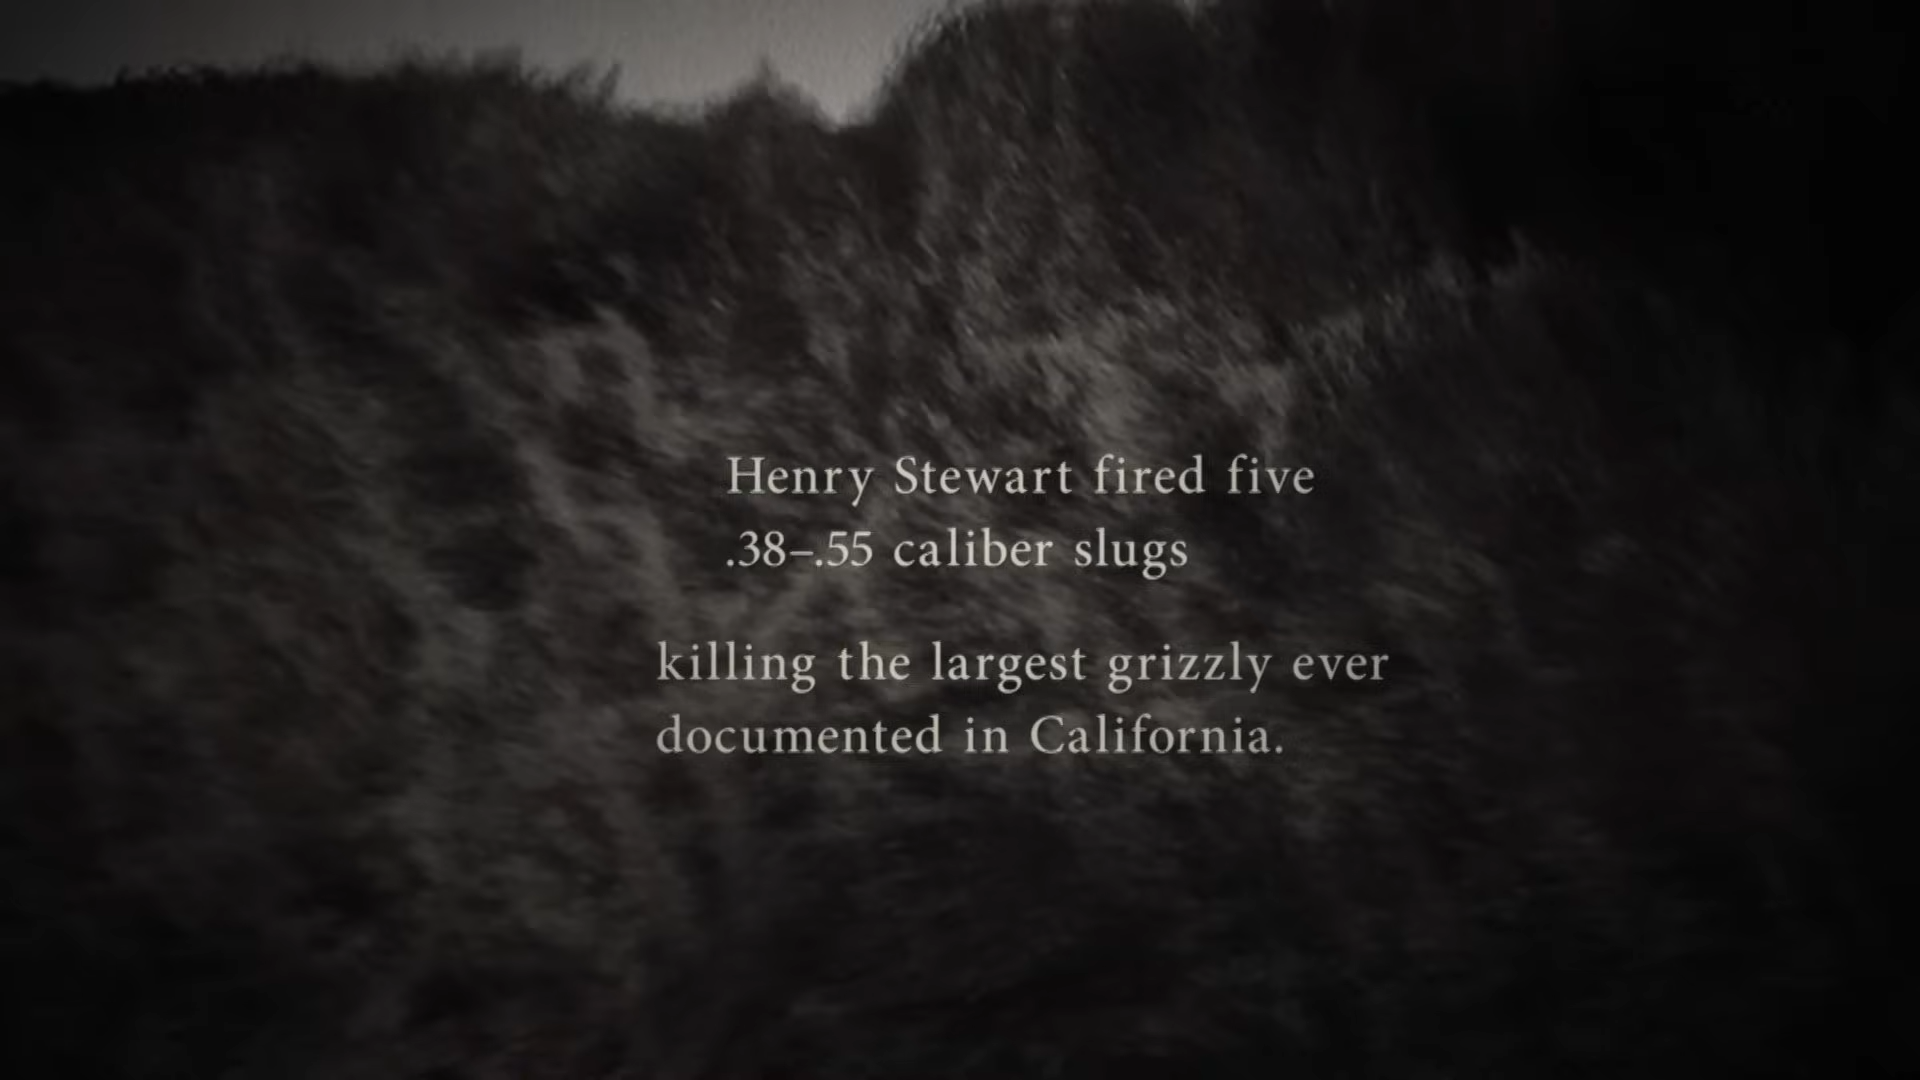 Henry Stewart fired five
.38–.55 caliber slugs
killing the largest grizzly ever
documented in California.